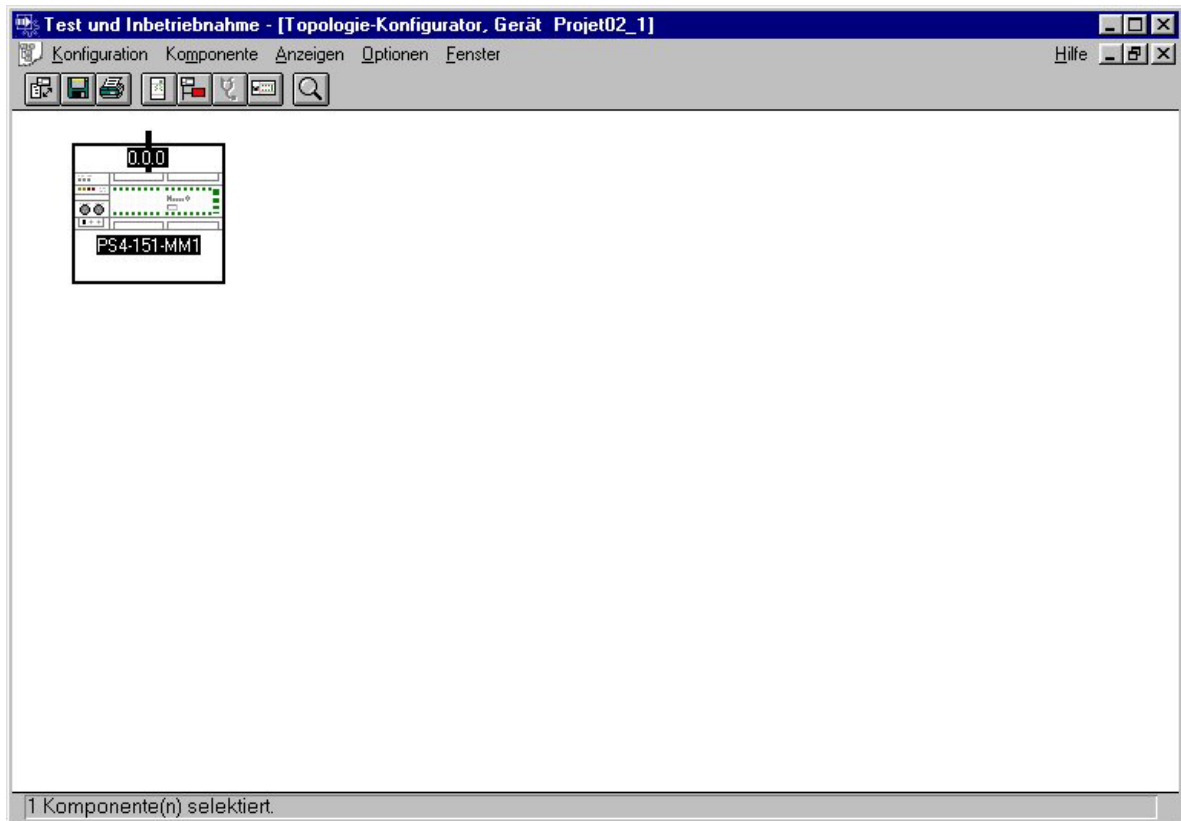 Test und Inbetriebnahme - [Topologie-Konfigurator, Gerät Projet02_1]
Konfiguration Komponente Anzeigen Optionen Fenster Hilfe
0.0.0
PS4-151-MM1
1 Komponente(n) selektiert.